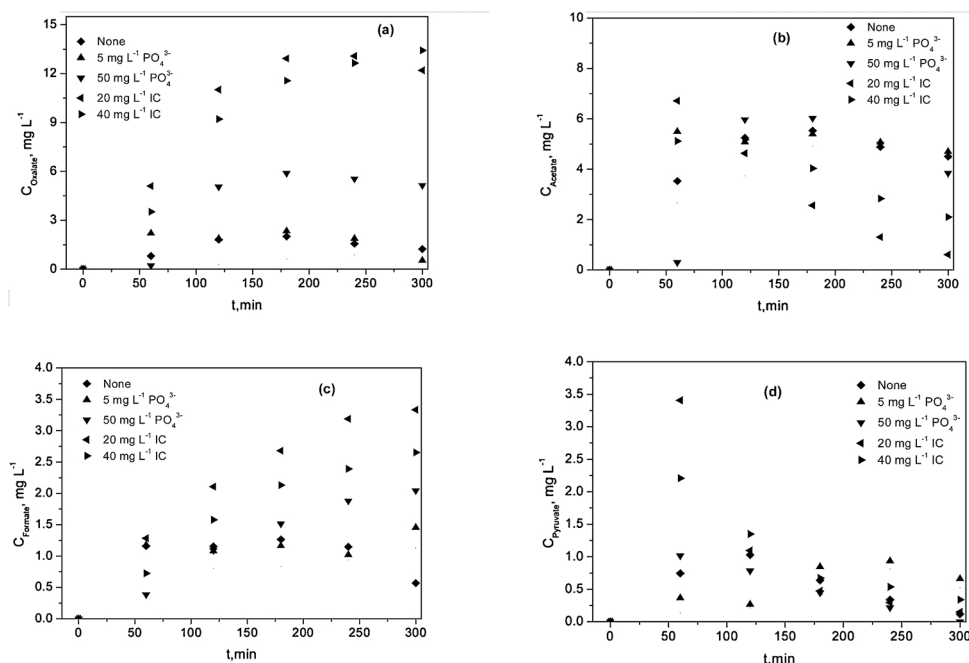 (a)
None
5 mg L⁻¹ PO₄³⁻
50 mg L⁻¹ PO₄³⁻
20 mg L⁻¹ IC
40 mg L⁻¹ IC
15
12
9
6
3
0
C_Oxalate, mg L⁻¹
0 50 100 150 200 250 300
t,min
(b)
None
5 mg L⁻¹ PO₄³⁻
50 mg L⁻¹ PO₄³⁻
20 mg L⁻¹ IC
40 mg L⁻¹ IC
10
8
6
4
2
0
C_Acetate, mg L⁻¹
0 50 100 150 200 250 300
t,min
(c)
None
5 mg L⁻¹ PO₄³⁻
50 mg L⁻¹ PO₄³⁻
20 mg L⁻¹ IC
40 mg L⁻¹ IC
4.0
3.5
3.0
2.5
2.0
1.5
1.0
0.5
0.0
C_Formate, mg L⁻¹
0 50 100 150 200 250 300
t,min
(d)
None
5 mg L⁻¹ PO₄³⁻
50 mg L⁻¹ PO₄³⁻
20 mg L⁻¹ IC
40 mg L⁻¹ IC
4.0
3.5
3.0
2.5
2.0
1.5
1.0
0.5
0.0
C_Pyruvate, mg L⁻¹
0 50 100 150 200 250 300
t,min